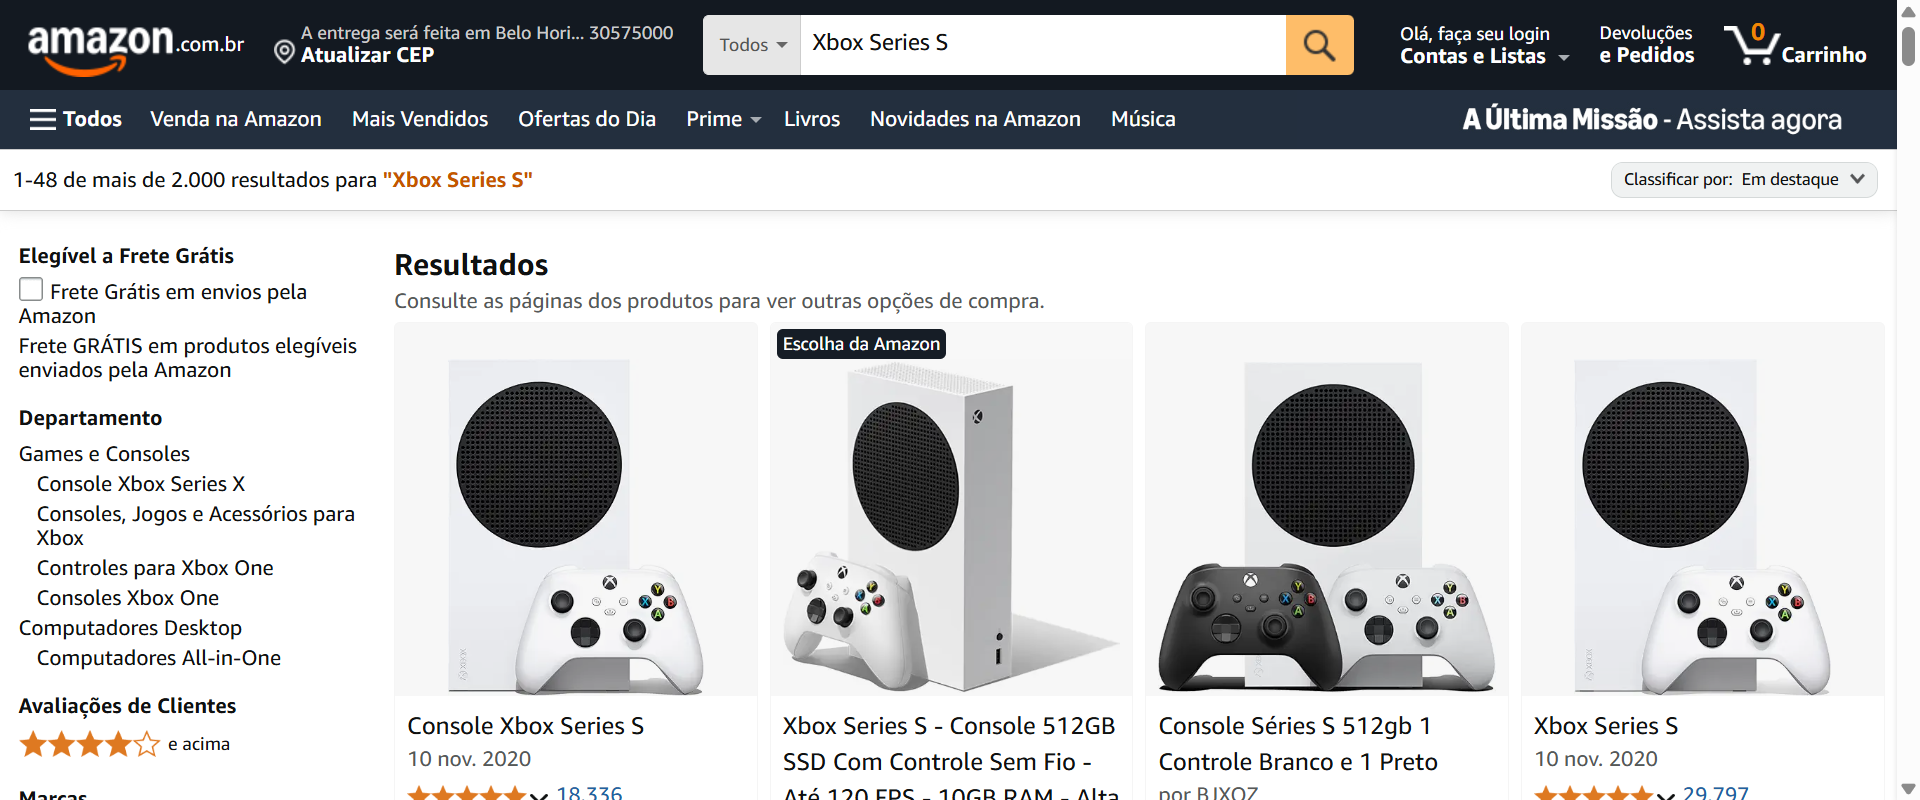 amazon.com.br
A entrega será feita em Belo Hori... 30575000
Atualizar CEP
Todos
Xbox Series S
Olá, faça seu login
Contas e Listas
Devoluções
e Pedidos
0
Carrinho
Todos
Venda na Amazon
Mais Vendidos
Ofertas do Dia
Prime
Livros
Novidades na Amazon
Música
A Última Missão - Assista agora
1-48 de mais de 2.000 resultados para "Xbox Series S"
Classificar por: Em destaque
Elegível a Frete Grátis
Frete Grátis em envios pela
Amazon
Frete GRÁTIS em produtos elegíveis
enviados pela Amazon
Departamento
Games e Consoles
Console Xbox Series X
Consoles, Jogos e Acessórios para
Xbox
Controles para Xbox One
Consoles Xbox One
Computadores Desktop
Computadores All-in-One
Avaliações de Clientes
e acima
Marcas
Resultados
Consulte as páginas dos produtos para ver outras opções de compra.
Console Xbox Series S
10 nov. 2020
18.336
Escolha da Amazon
Xbox Series S - Console 512GB
SSD Com Controle Sem Fio -
Até 120 FPS - 10GB RAM - Alta
Console Séries S 512gb 1
Controle Branco e 1 Preto
por BJXOZ
Xbox Series S
10 nov. 2020
29.797